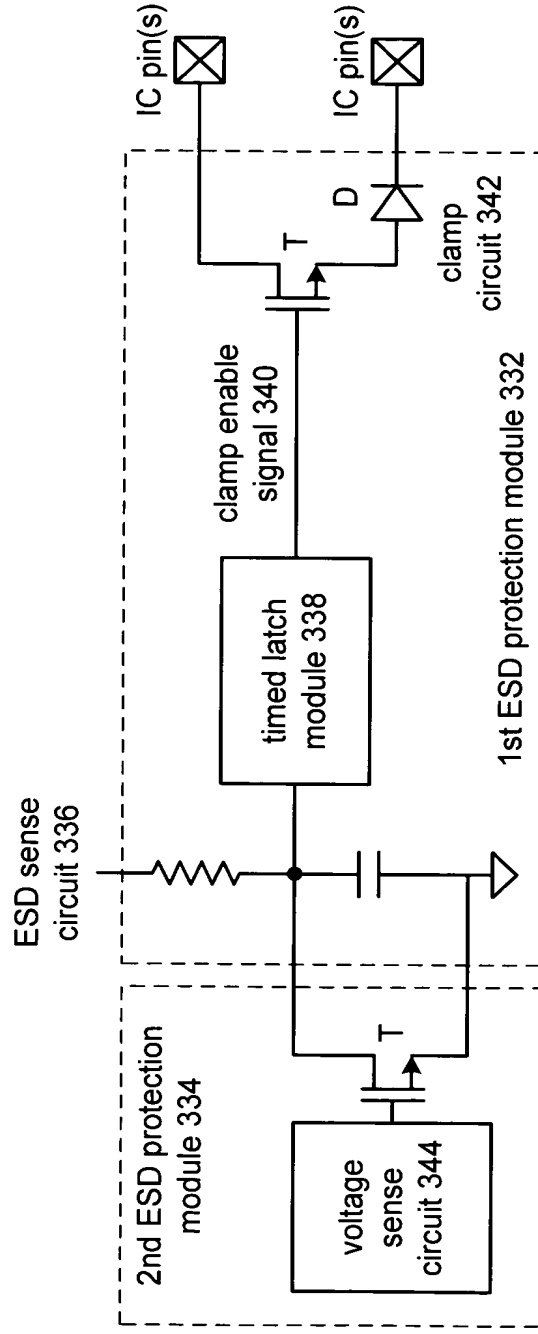 2nd ESD protection
module 334
voltage
sense
circuit 344
T
ESD sense
circuit 336
timed latch
module 338
clamp enable
signal 340
T
D
clamp
circuit 342
1st ESD protection module 332
IC pin(s)
IC pin(s)